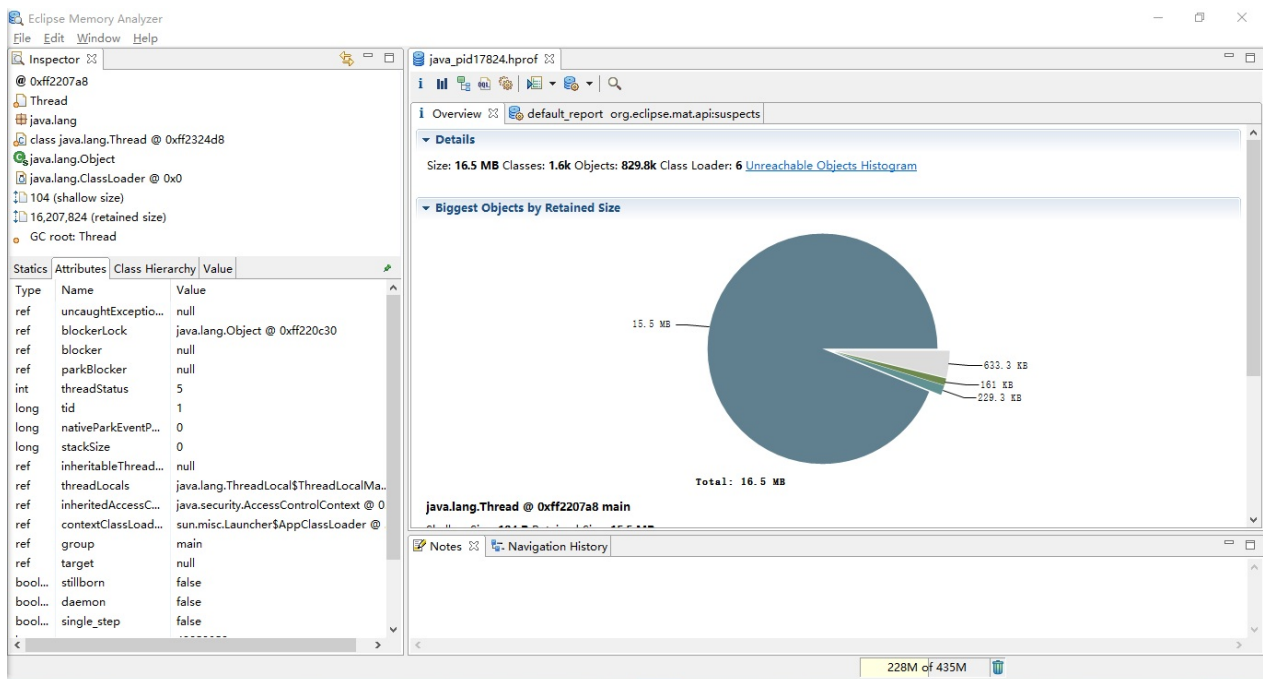 Eclipse Memory Analyzer
File Edit Window Help
Inspector
@ 0xff2207a8
Thread
java.lang
class java.lang.Thread @ 0xff2324d8
java.lang.Object
java.lang.ClassLoader @ 0x0
104 (shallow size)
16,207,824 (retained size)
GC root: Thread
Statics Attributes Class Hierarchy Value
Type Name Value
ref uncaughtExceptio... null
ref blockerLock java.lang.Object @ 0xff220c30
ref blocker null
ref parkBlocker null
int threadStatus 5
long tid 1
long nativeParkEventP... 0
long stackSize 0
ref inheritableThread... null
ref threadLocals java.lang.ThreadLocal$ThreadLocalMa..
ref inheritedAccessC... java.security.AccessControlContext @ 0
ref contextClassLoad... sun.misc.Launcher$AppClassLoader @
ref group main
ref target null
bool... stillborn false
bool... daemon false
bool... single_step false
java_pid17824.hprof
i OQL
i Overview default_report org.eclipse.mat.api:suspects
Details
Size: 16.5 MB Classes: 1.6k Objects: 829.8k Class Loader: 6 Unreachable Objects Histogram
Biggest Objects by Retained Size
15.5 MB
633.3 KB
161 KB
229.3 KB
Total: 16.5 MB
java.lang.Thread @ 0xff2207a8 main
Notes Navigation History
228M of 435M